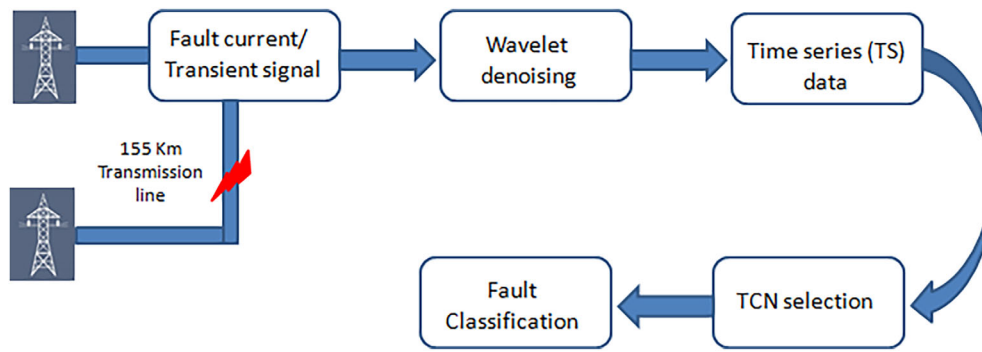 Fault current/
Transient signal
Wavelet
denoising
Time series (TS)
data
155 Km
Transmission
line
TCN selection
Fault
Classification